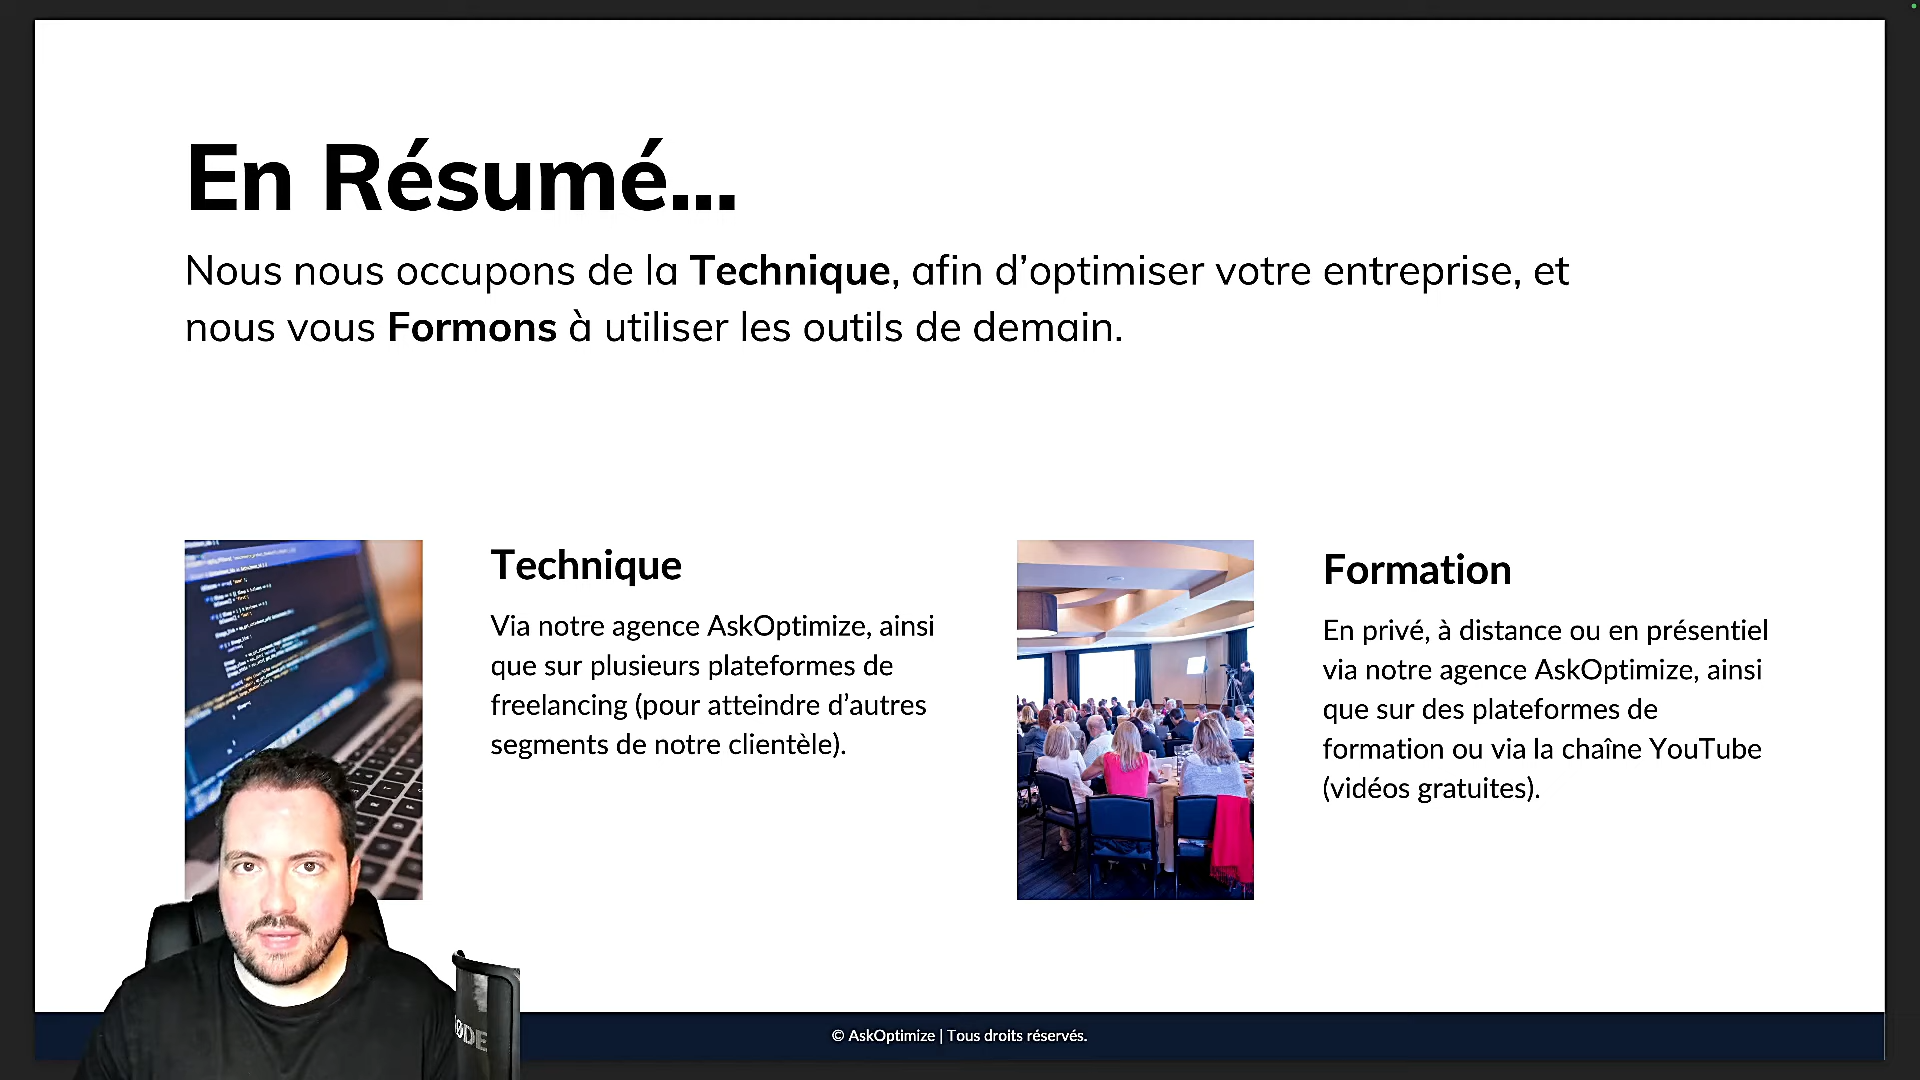 En Résumé...
Nous nous occupons de la Technique, afin d’optimiser votre entreprise, et
nous vous Formons à utiliser les outils de demain.
Technique
Via notre agence AskOptimize, ainsi
que sur plusieurs plateformes de
freelancing (pour atteindre d’autres
segments de notre clientèle).
Formation
En privé, à distance ou en présentiel
via notre agence AskOptimize, ainsi
que sur des plateformes de
formation ou via la chaîne YouTube
(vidéos gratuites).
© AskOptimize | Tous droits réservés.